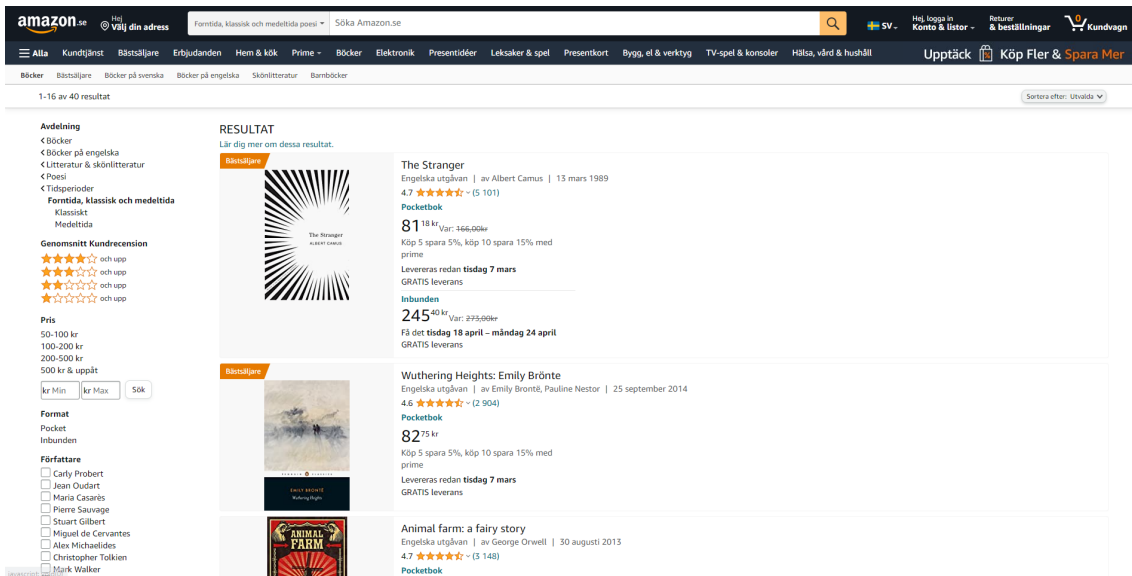 amazon.se
Hej
Välj din adress
Forntida, klassisk och medeltida poesi
Söka Amazon.se
SV
Hej, logga in
Konto & listor
Returer
& beställningar
0
Kundvagn
Alla Kundtjänst Bästsäljare Erbjudanden Hem & kök Prime Böcker Elektronik Presentidéer Leksaker & spel Presentkort Bygg, el & verktyg TV-spel & konsoler Hälsa, vård & hushåll
Upptäck Köp Fler & Spara Mer
Böcker Bästsäljare Böcker på svenska Böcker på engelska Skönlitteratur Barnböcker
1-16 av 40 resultat
Sortera efter: Utvalda
Avdelning
Böcker
Böcker på engelska
Litteratur & skönlitteratur
Poesi
Tidsperioder
Forntida, klassisk och medeltida
Klassiskt
Medeltida
Genomsnitt Kundrecension
och upp
och upp
och upp
och upp
Pris
50-100 kr
100-200 kr
200-500 kr
500 kr & uppåt
kr Min kr Max Sök
Format
Pocket
Inbunden
Författare
Carly Probert
Jean Oudart
Maria Casarès
Pierre Sauvage
Stuart Gilbert
Miguel de Cervantes
Alex Michaelides
Christopher Tolkien
Mark Walker
RESULTAT
Lär dig mer om dessa resultat.
Bästsäljare
The Stranger
ALBERT CAMUS
The Stranger
Engelska utgåvan | av Albert Camus | 13 mars 1989
4.7 (5 101)
Pocketbok
81 18 kr Var: 166,00kr
Köp 5 spara 5%, köp 10 spara 15% med
prime
Levereras redan tisdag 7 mars
GRATIS leverans
Inbunden
245 40 kr Var: 273,00kr
Få det tisdag 18 april – måndag 24 april
GRATIS leverans
Bästsäljare
EMILY BRONTË
Wuthering Heights
Wuthering Heights: Emily Brönte
Engelska utgåvan | av Emily Brontë, Pauline Nestor | 25 september 2014
4.6 (2 904)
Pocketbok
82 75 kr
Köp 5 spara 5%, köp 10 spara 15% med
prime
Levereras redan tisdag 7 mars
GRATIS leverans
ANIMAL
FARM
Animal farm: a fairy story
Engelska utgåvan | av George Orwell | 30 augusti 2013
4.7 (3 148)
Pocketbok